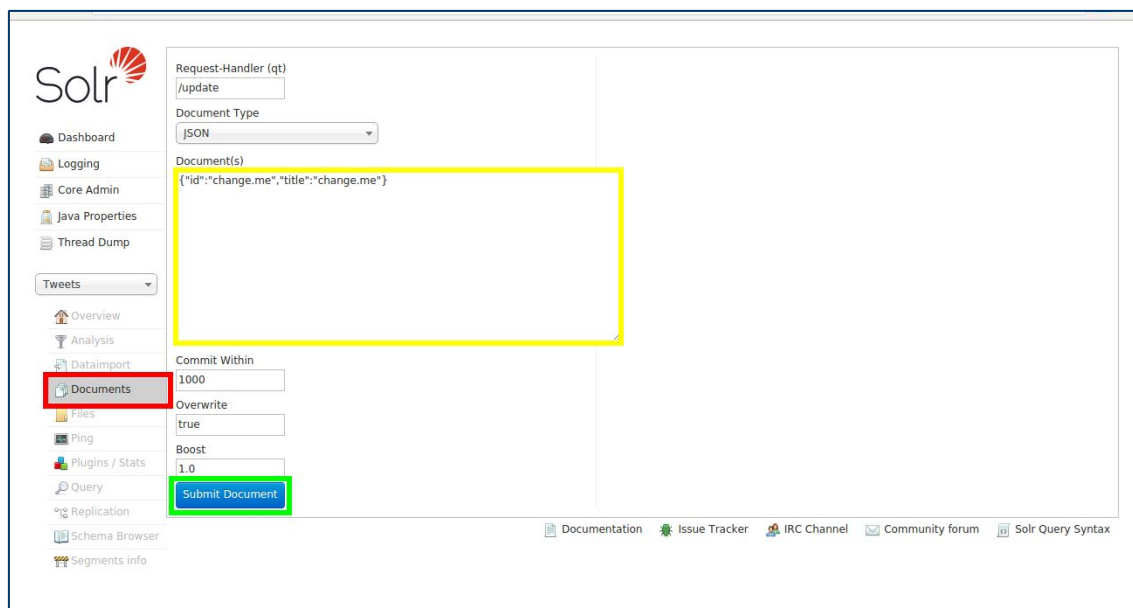 Solr
Dashboard
Logging
Core Admin
Java Properties
Thread Dump
Tweets
Overview
Analysis
Dataimport
Documents
Files
Ping
Plugins / Stats
Query
Replication
Schema Browser
Segments info
Request-Handler (qt)
/update
Document Type
JSON
Document(s)
{"id":"change.me","title":"change.me"}
Commit Within
1000
Overwrite
true
Boost
1.0
Submit Document
Documentation Issue Tracker IRC Channel Community forum Solr Query Syntax